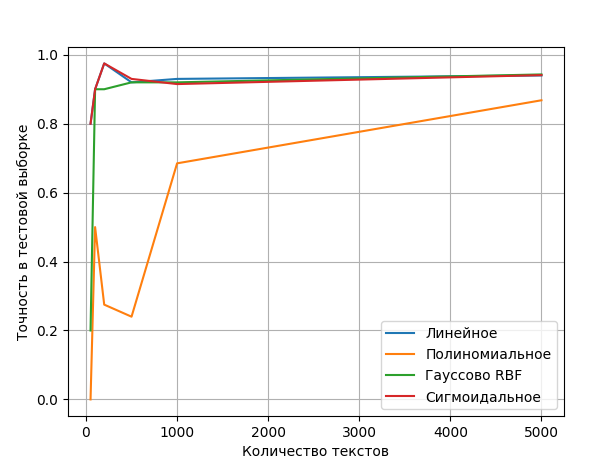 1.0
0.8
0.6
0.4
0.2
0.0
Точность в тестовой выборке
0 1000 2000 3000 4000 5000
Количество текстов
Линейное
Полиномиальное
Гауссово RBF
Сигмоидальное